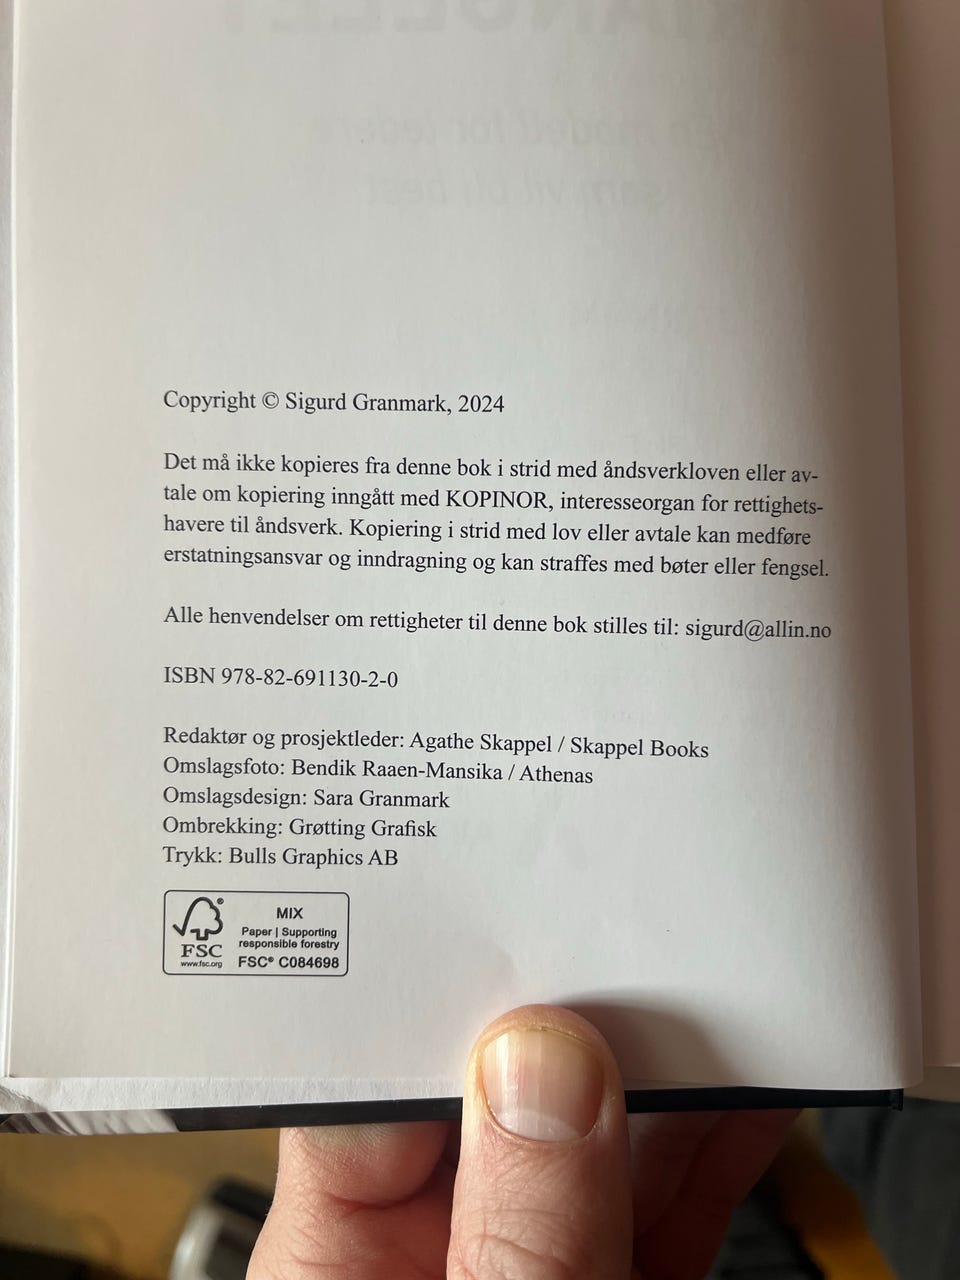 Copyright © Sigurd Granmark, 2024
Det må ikke kopieres fra denne bok i strid med åndsverkloven eller av-
tale om kopiering inngått med KOPINOR, interesseorgan for rettighets-
havere til åndsverk. Kopiering i strid med lov eller avtale kan medføre
erstatningsansvar og inndragning og kan straffes med bøter eller fengsel.
Alle henvendelser om rettigheter til denne bok stilles til: sigurd@allin.no
ISBN 978-82-691130-2-0
Redaktør og prosjektleder: Agathe Skappel / Skappel Books
Omslagsfoto: Bendik Raaen-Mansika / Athenas
Omslagsdesign: Sara Granmark
Ombrekking: Grøtting Grafisk
Trykk: Bulls Graphics AB
FSC
www.fsc.org
MIX
Paper | Supporting
responsible forestry
FSC® C084698